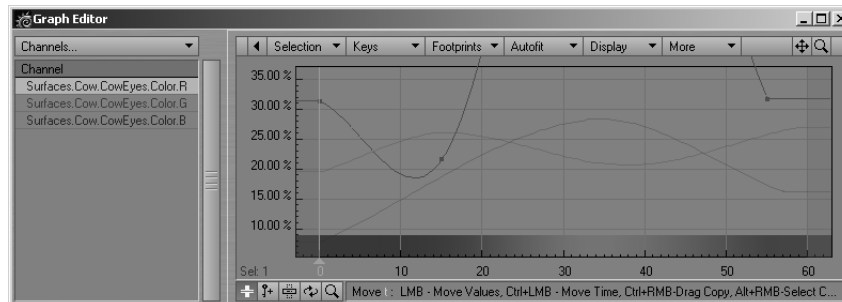 Graph Editor
Channels...
Selection Keys Footprints Autofit Display More
Channel
Surfaces.Cow.CowEyes.Color.R
Surfaces.Cow.CowEyes.Color.G
Surfaces.Cow.CowEyes.Color.B
35.00 %
30.00 %
25.00 %
20.00 %
15.00 %
10.00 %
Sel: 1 0 10 20 30 40 50 60
Move : LMB - Move Values, Ctrl+LMB - Move Time, Ctrl+RMB-Drag Copy, Alt+RMB-Select C...